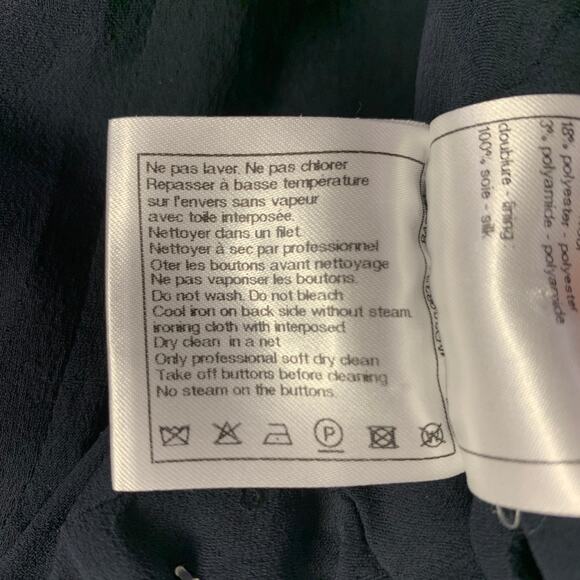 Ne pas laver. Ne pas chlorer
Repasser à basse température
sur l'envers sans vapeur
avec toile interposée.
Nettoyer dans un filet
Nettoyer à sec par professionnel
Oter les boutons avant nettoyage
Ne pas vaporiser les boutons.
Do not wash. Do not bleach
Cool iron on back side without steam
ironing cloth with interposed
Dry clean in a net
Only professional soft dry clean
Take off buttons before cleaning
No steam on the buttons.
P
W
18% polyester - polyester
3% polyamide - polyamide
doublure - lining
100% soie - silk